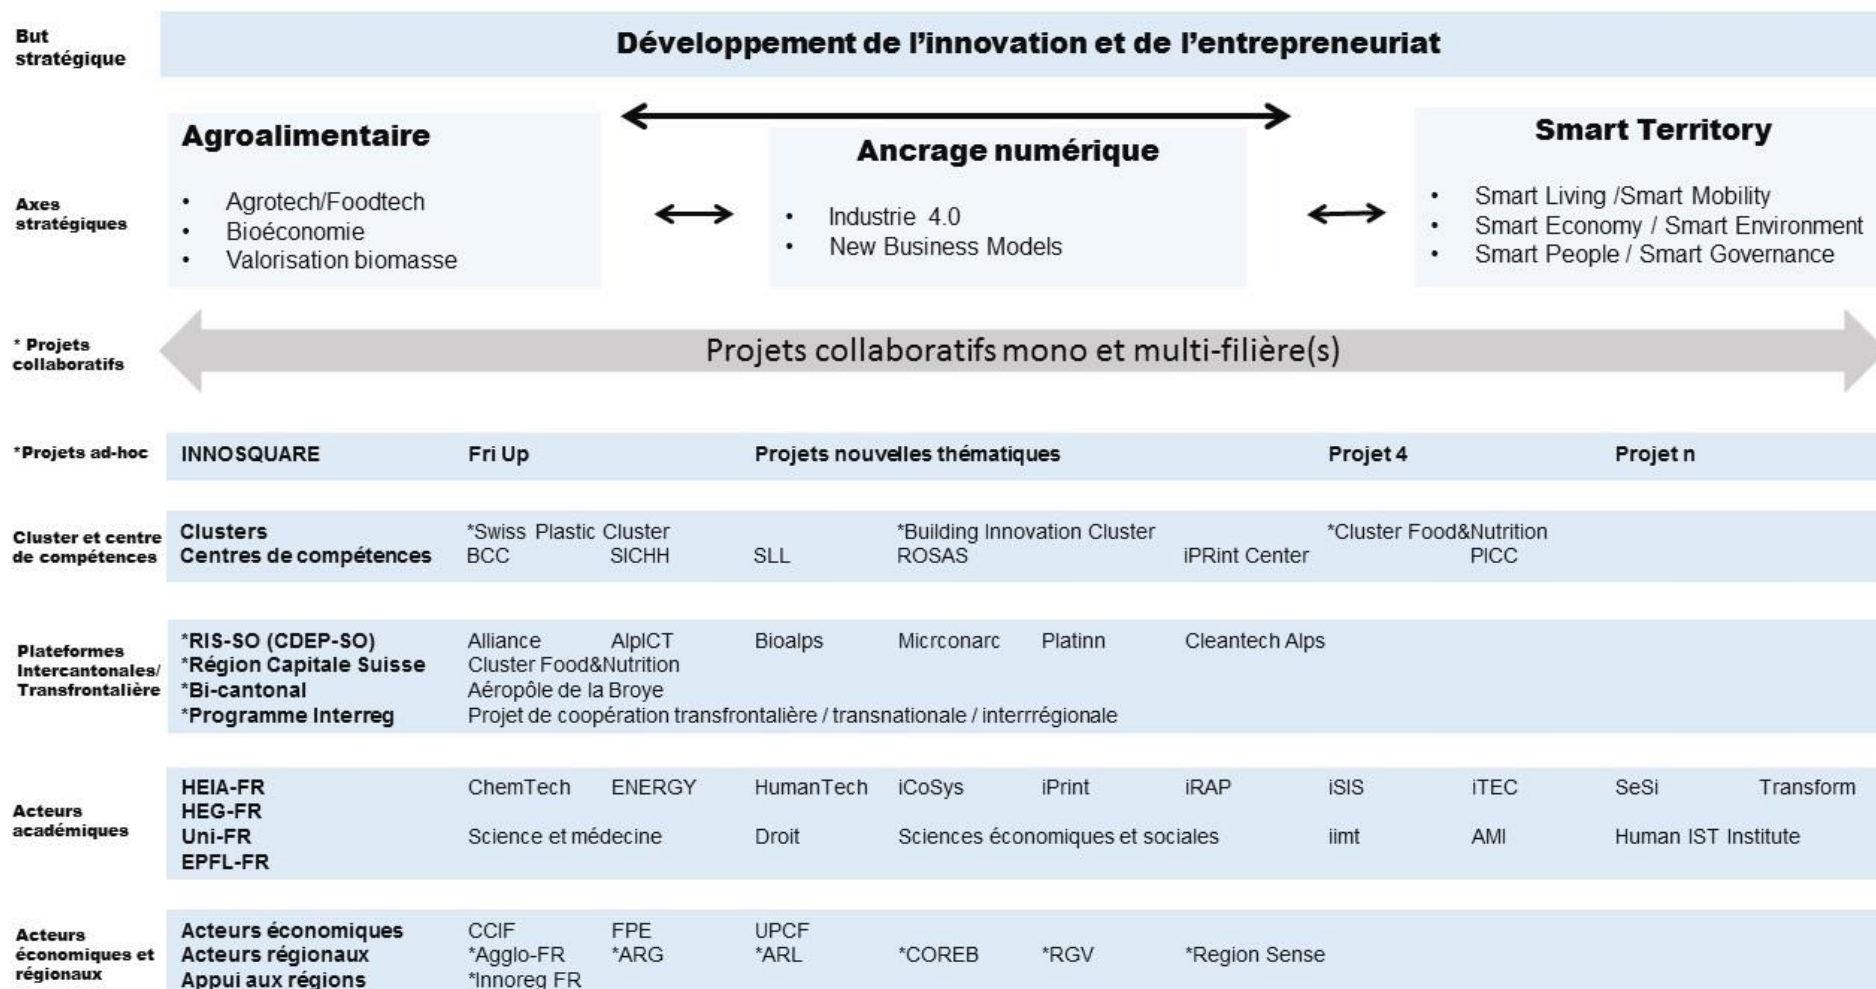 But
stratégique
Développement de l'innovation et de l'entrepreneuriat
Axes
stratégiques
Agroalimentaire
• Agrotech/Foodtech
• Bioéconomie
• Valorisation biomasse
Ancrage numérique
• Industrie 4.0
• New Business Models
Smart Territory
• Smart Living /Smart Mobility
• Smart Economy / Smart Environment
• Smart People / Smart Governance
* Projets
collaboratifs
Projets collaboratifs mono et multi-filière(s)
*Projets ad-hoc
INNOSQUARE Fri Up Projets nouvelles thématiques Projet 4 Projet n
Cluster et centre
de compétences
Clusters *Swiss Plastic Cluster *Building Innovation Cluster *Cluster Food&Nutrition
Centres de compétences BCC SICHH SLL ROSAS iPRint Center PICC
Plateformes
Intercantonales/
Transfrontalière
*RIS-SO (CDEP-SO) Alliance AlpICT Bioalps Micrconarc Platinn Cleantech Alps
*Région Capitale Suisse Cluster Food&Nutrition
*Bi-cantonal Aéropôle de la Broye
*Programme Interreg Projet de coopération transfrontalière / transnationale / interrrégionale
Acteurs
académiques
HEIA-FR ChemTech ENERGY HumanTech iCoSys iPrint iRAP iSIS iTEC SeSi Transform
HEG-FR
Uni-FR Science et médecine Droit Sciences économiques et sociales iimt AMI Human IST Institute
EPFL-FR
Acteurs
économiques et
régionaux
Acteurs économiques CCIF FPE UPCF
Acteurs régionaux *Agglo-FR *ARG *ARL *COREB *RGV *Region Sense
Appui aux régions *Innoreg FR